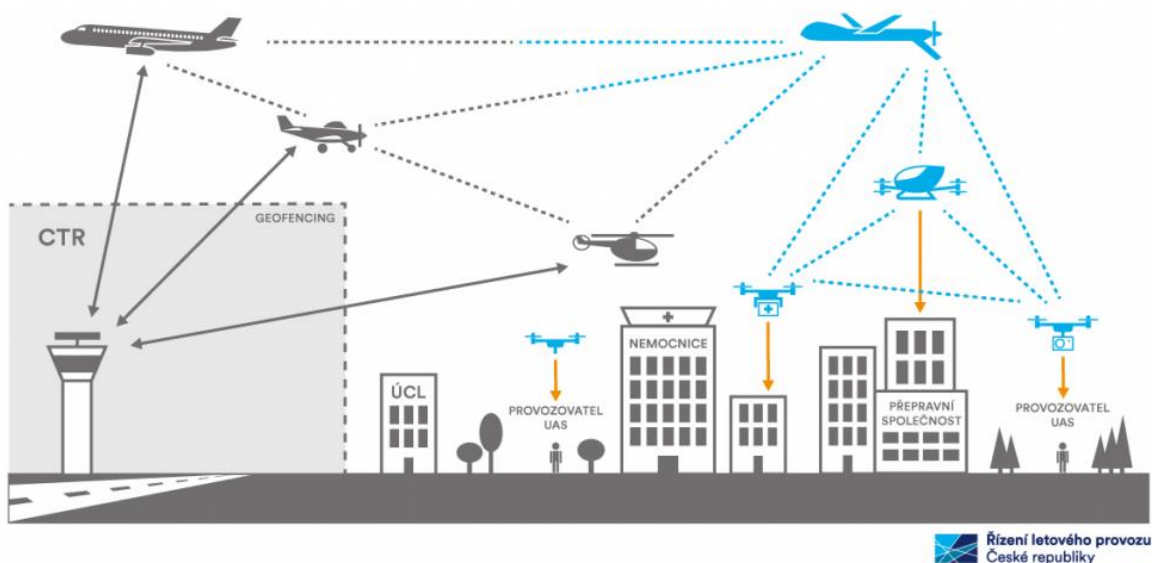 GEOFENCING
CTR
NEMOCNICE
ÚCL
PROVOZOVATEL
UAS
PŘEPRAVNÍ
SPOLEČNOST
PROVOZOVATEL
UAS
Řízení letového provozu
České republiky